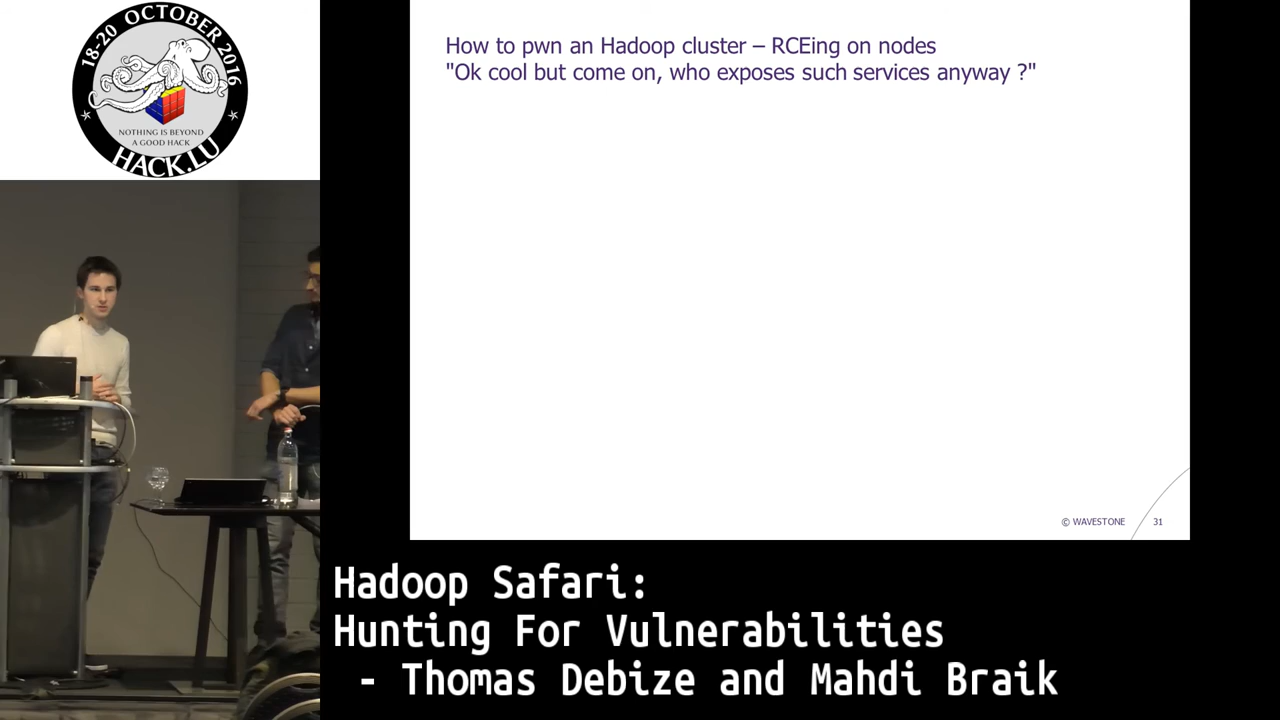 18-20 OCTOBER 2016
NOTHING IS BEYOND
A GOOD HACK
HACK.LU
How to pwn an Hadoop cluster – RCEing on nodes
"Ok cool but come on, who exposes such services anyway ?"
© WAVESTONE 31
Hadoop Safari:
Hunting For Vulnerabilities
- Thomas Debize and Mahdi Braik